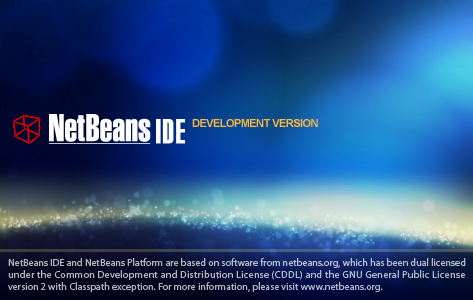 NetBeans IDE DEVELOPMENT VERSION
NetBeans IDE and NetBeans Platform are based on software from netbeans.org, which has been dual licensed
under the Common Development and Distribution License (CDDL) and the GNU General Public License
version 2 with Classpath exception. For more information, please visit www.netbeans.org.